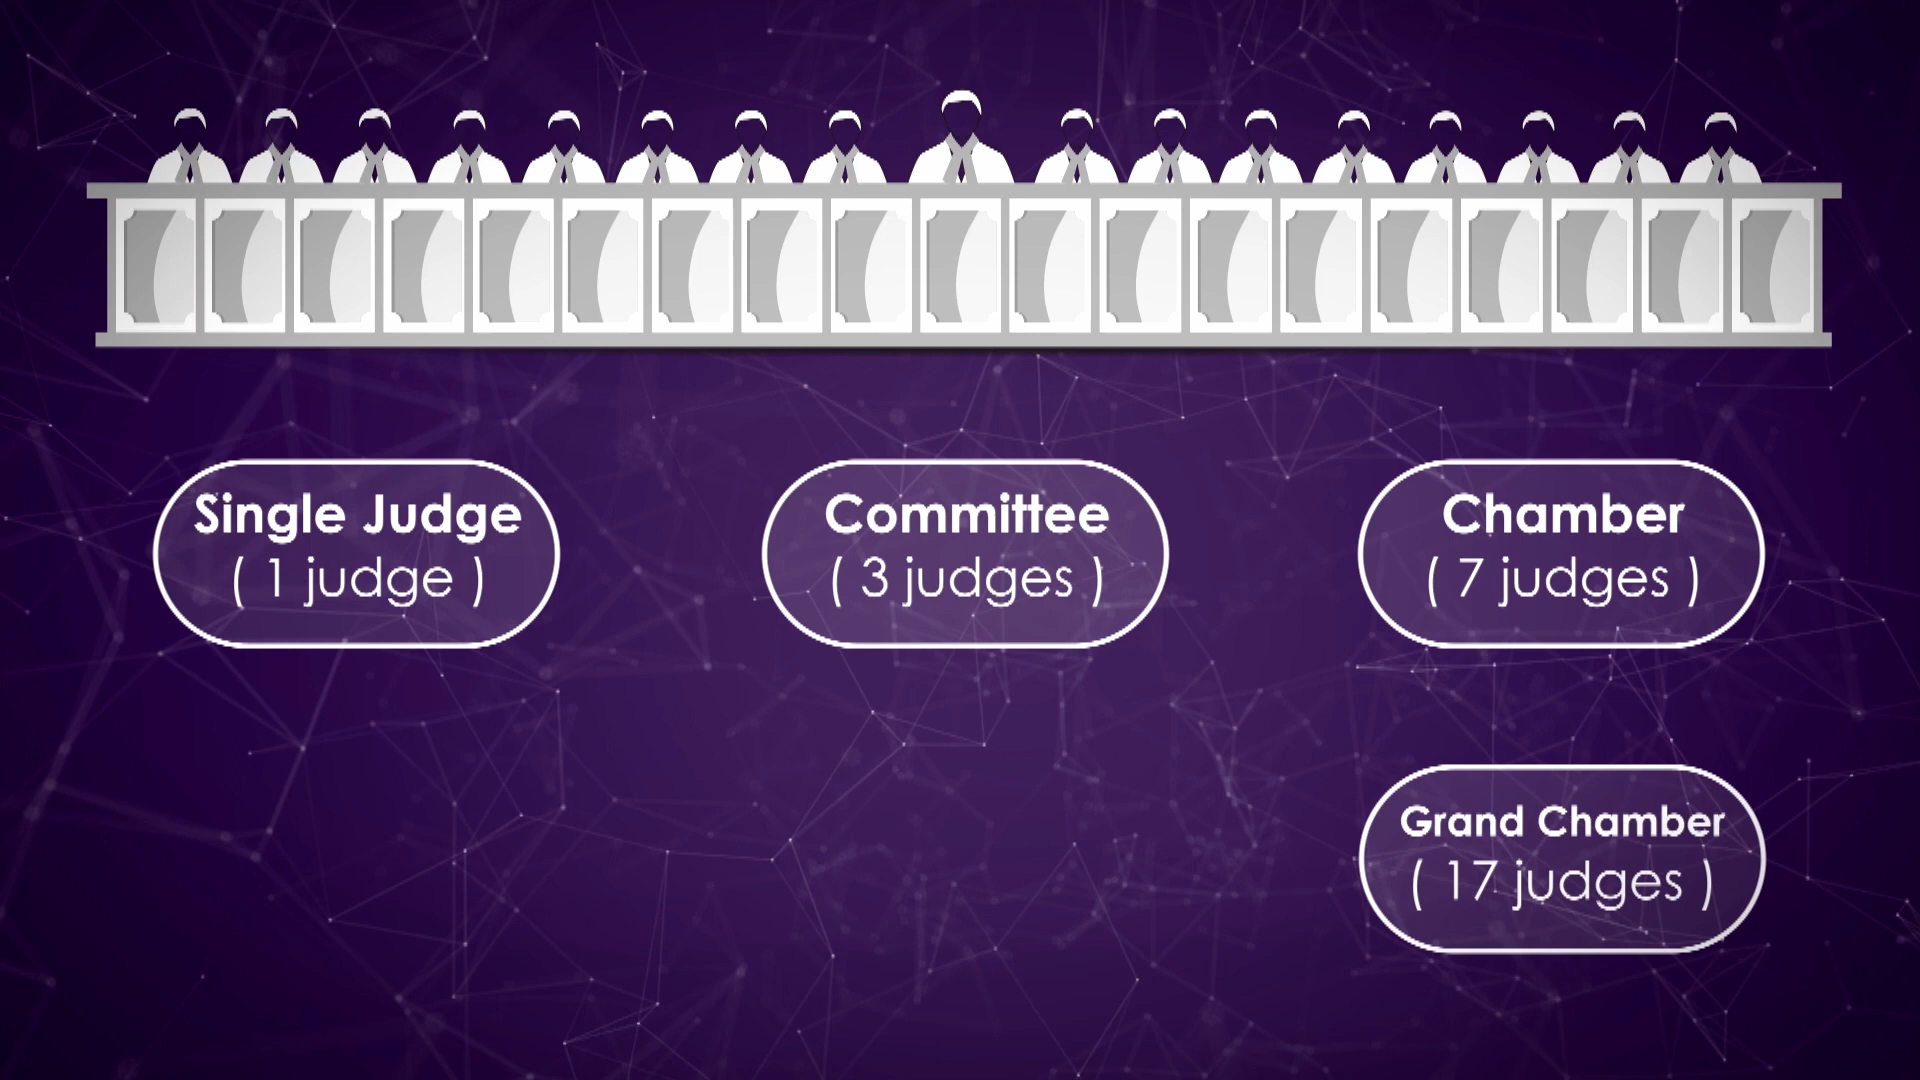 Single Judge
( 1 judge )
Committee
( 3 judges )
Chamber
( 7 judges )
Grand Chamber
( 17 judges )